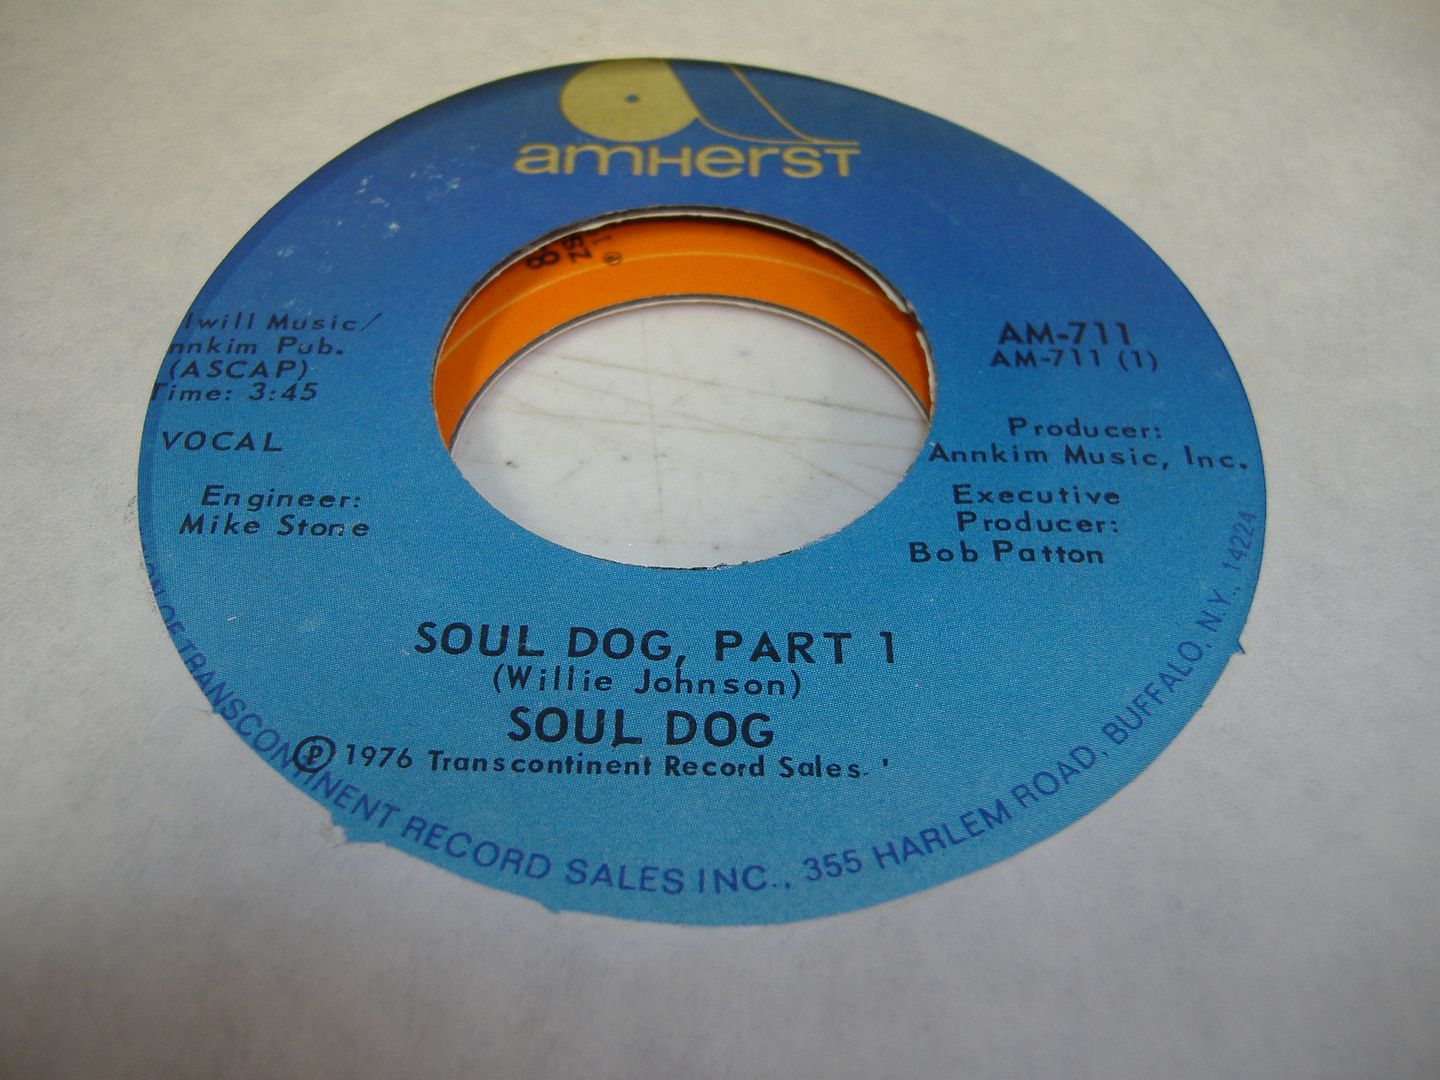 amHersT
lwill Music/
nnkim Pub.
(ASCAP)
Time: 3:45
VOCAL
Engineer:
Mike Stone
AM-711
AM-711 (1)
Producer:
Annkim Music, Inc.
Executive
Producer:
Bob Patton
SOUL DOG, PART 1
(Willie Johnson)
SOUL DOG
℗ 1976 Transcontinent Record Sales.
ON OF TRANSCONTINENT RECORD SALES INC., 355 HARLEM ROAD, BUFFALO, N.Y., 14224